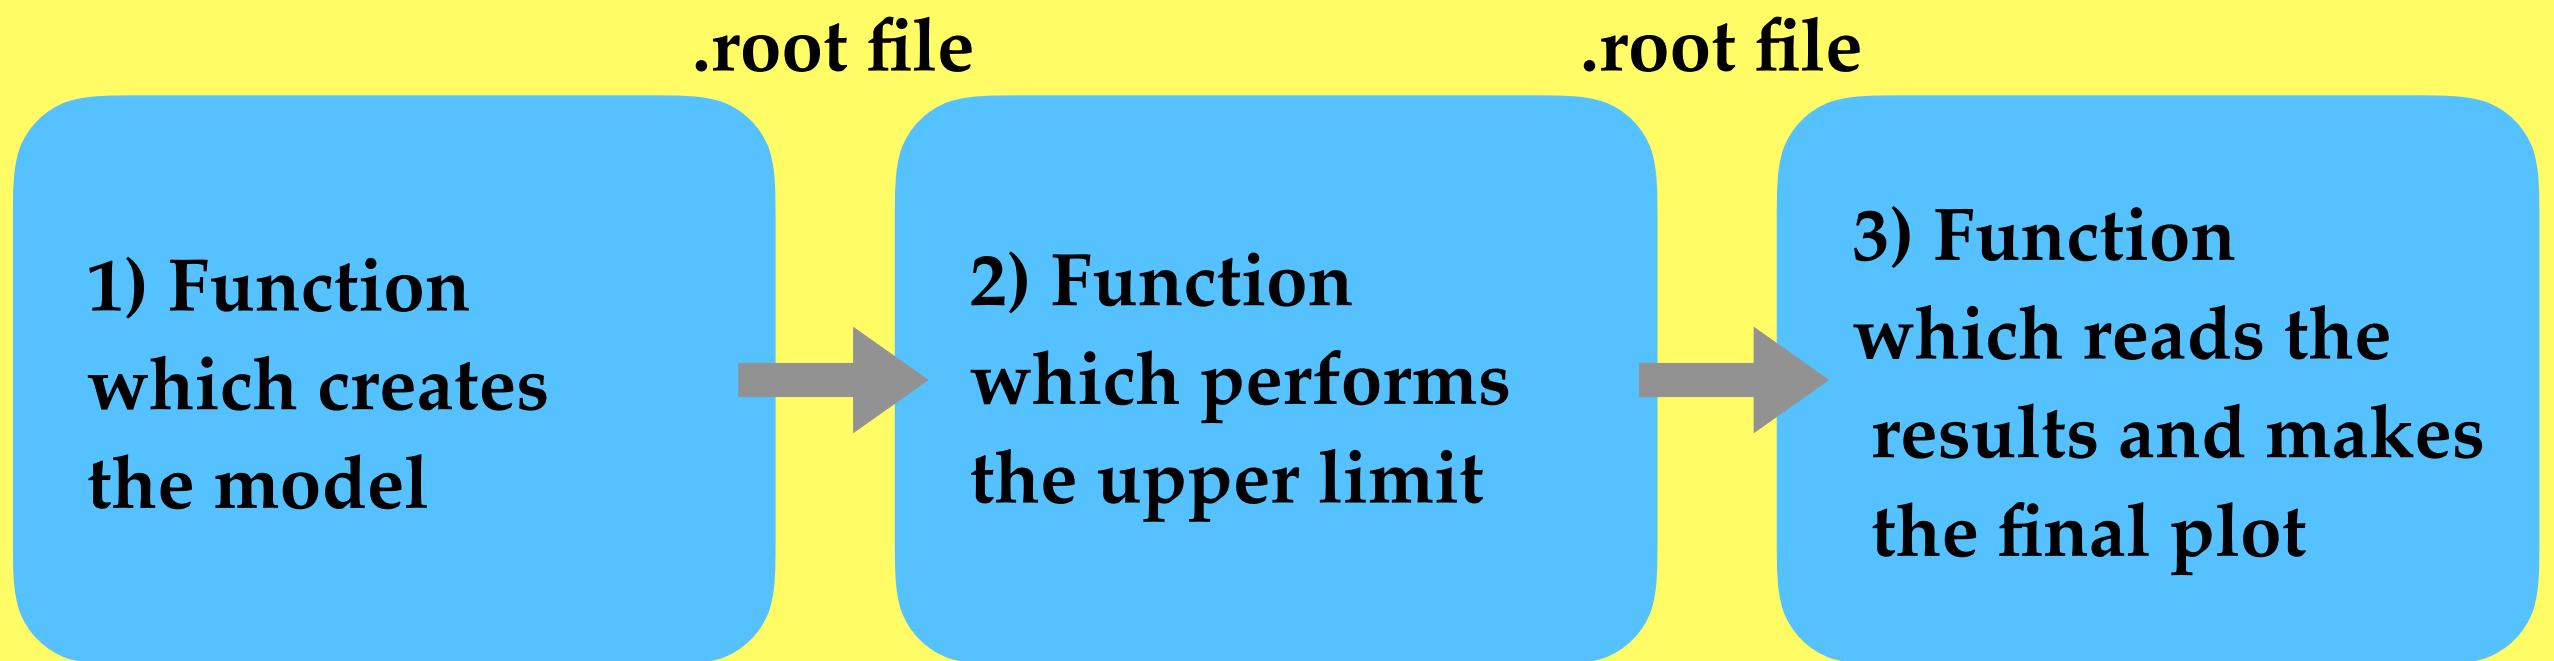 .root file
.root file
1) Function
which creates
the model
2) Function
which performs
the upper limit
3) Function
which reads the
results and makes
the final plot